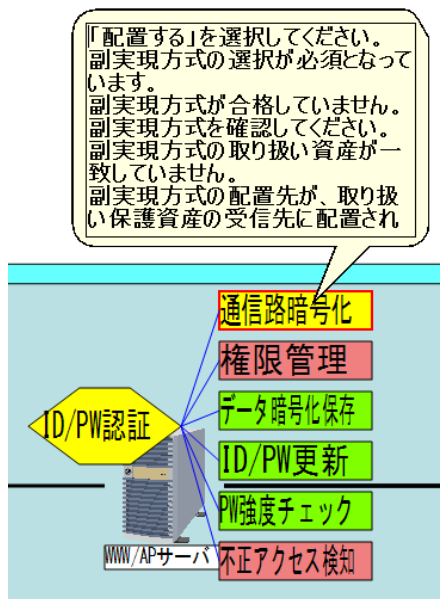 「配置する」を選択してください。
副実現方式の選択が必須となって
います。
副実現方式が合格していません。
副実現方式を確認してください。
副実現方式の取り扱い資産が一
致していません。
副実現方式の配置先が、取り扱
い保護資産の受信先に配置され
通信路暗号化
権限管理
データ暗号化保存
ID/PW認証
ID/PW更新
PW強度チェック
WWW/APサーバ
不正アクセス検知